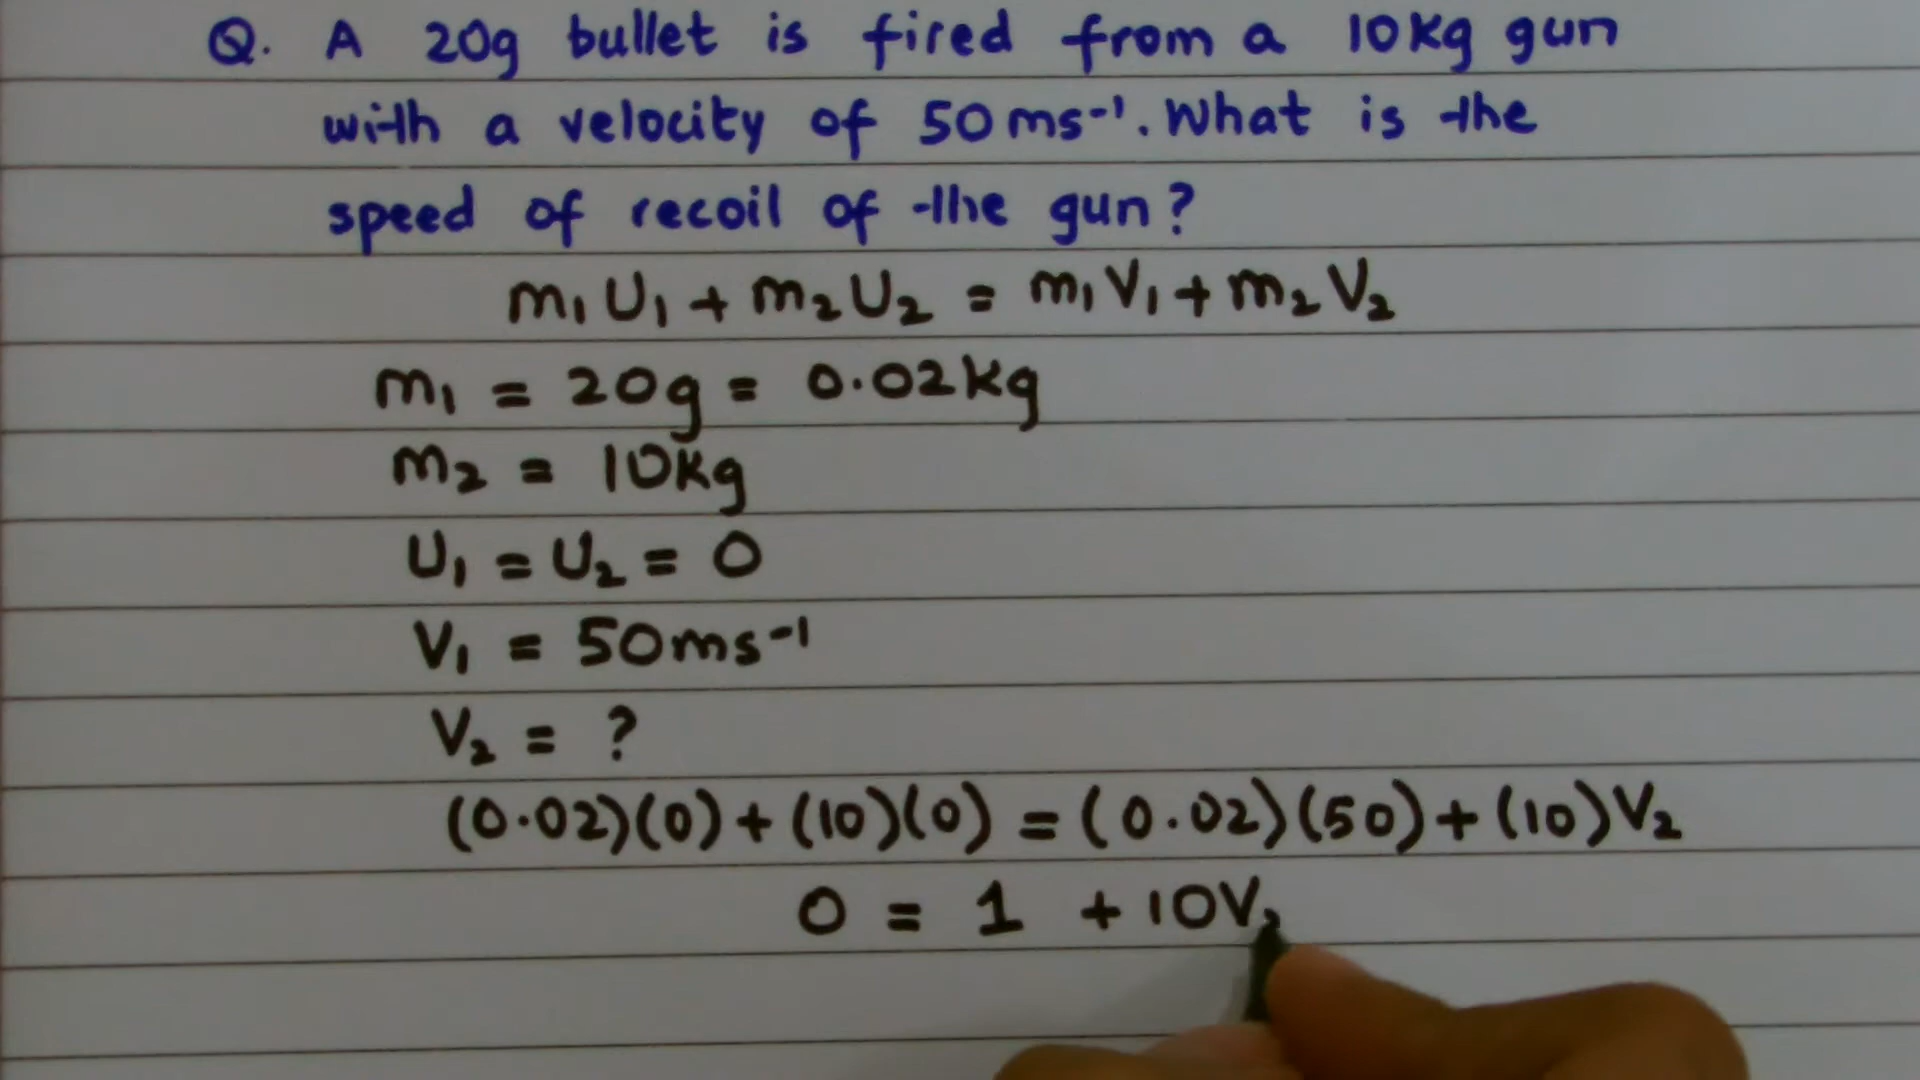 Q. A 20g bullet is fired from a 10kg gun
with a velocity of 50ms⁻¹. What is the
speed of recoil of the gun?
m₁U₁ + m₂U₂ = m₁V₁ + m₂V₂
m₁ = 20g = 0.02kg
m₂ = 10kg
U₁ = U₂ = 0
V₁ = 50ms⁻¹
V₂ = ?
(0.02)(0) + (10)(0) = (0.02)(50) + (10)V₂
0 = 1 + 10V₂